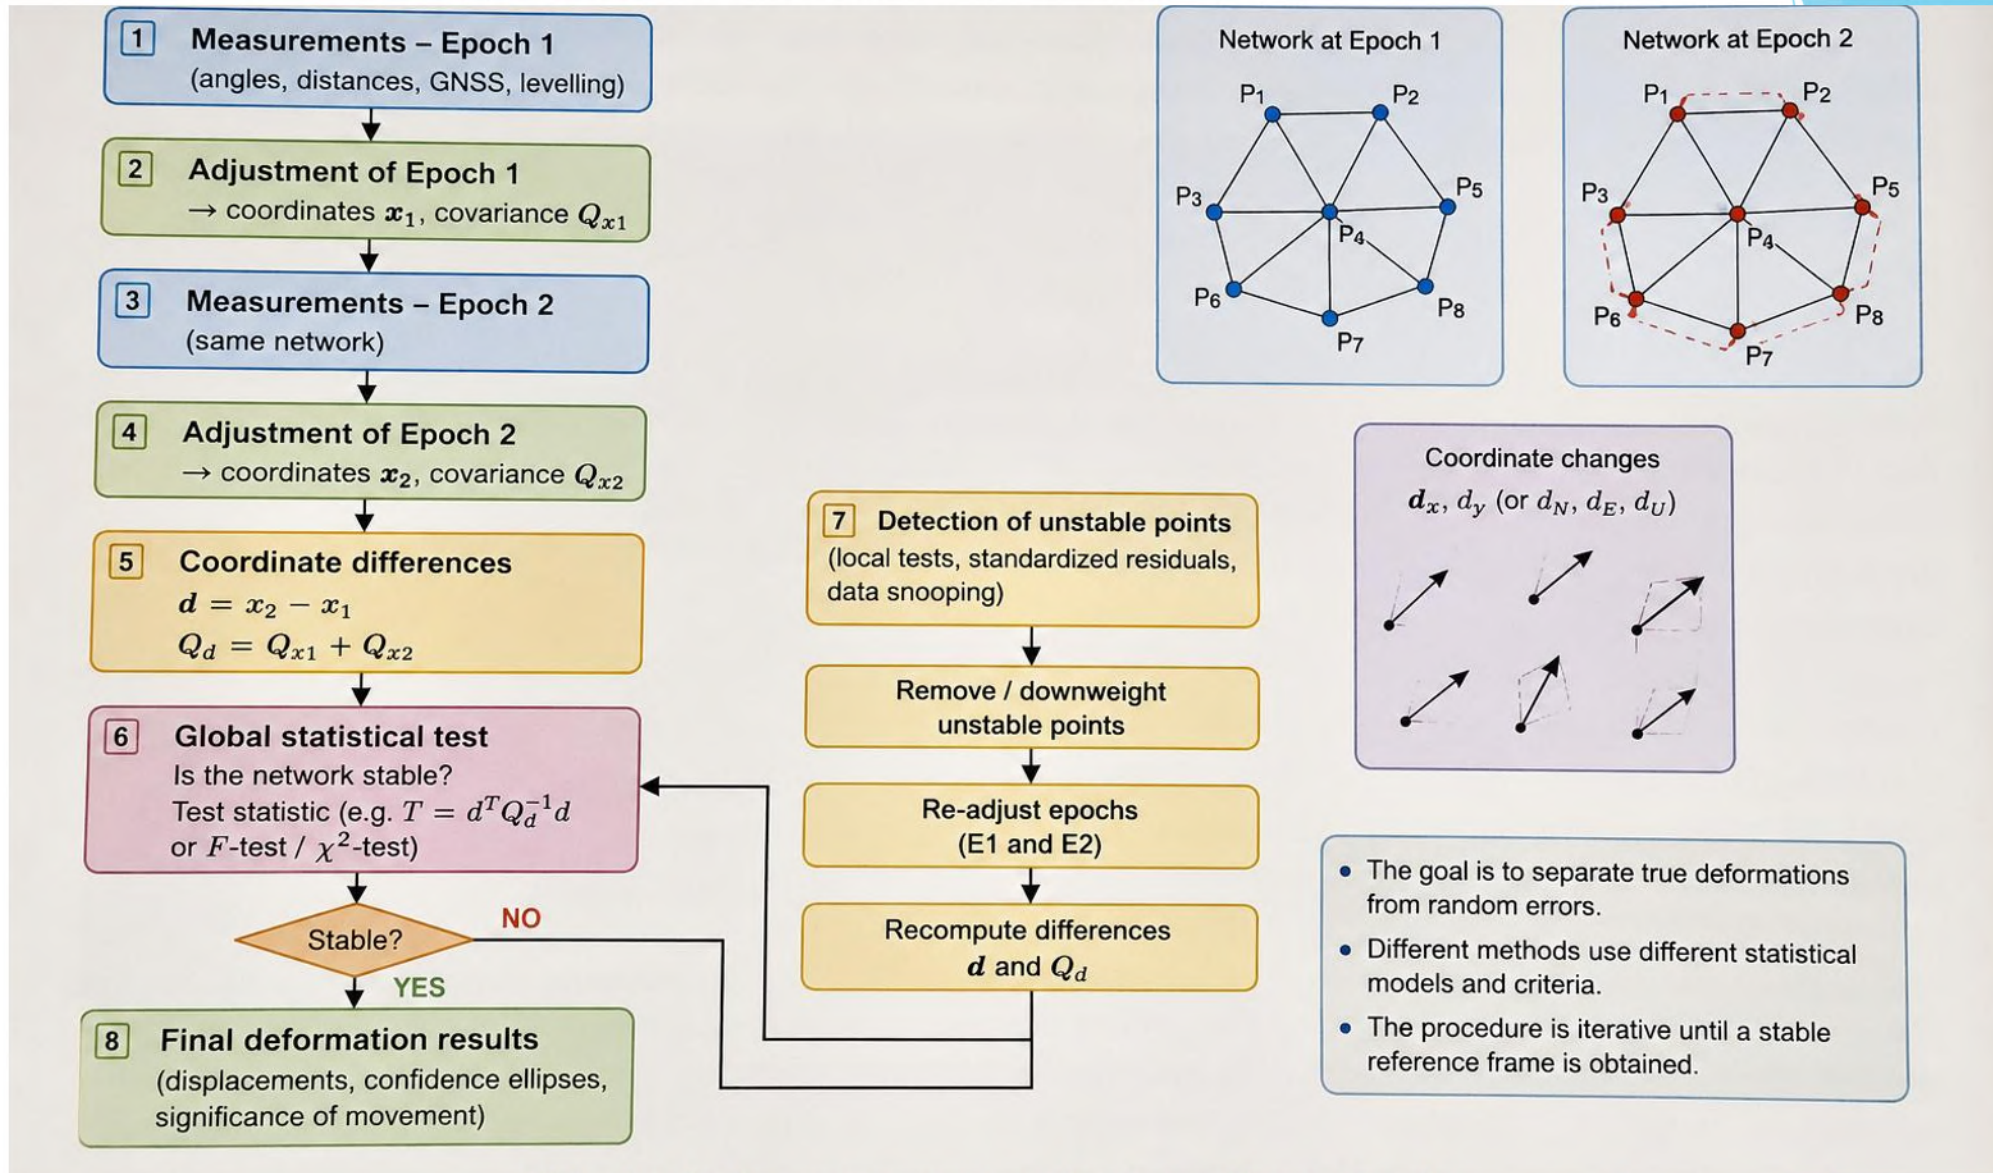 1 Measurements – Epoch 1
(angles, distances, GNSS, levelling)
2 Adjustment of Epoch 1
→ coordinates x₁, covariance Qₓ₁
3 Measurements – Epoch 2
(same network)
4 Adjustment of Epoch 2
→ coordinates x₂, covariance Qₓ₂
5 Coordinate differences
d = x₂ − x₁
Q_d = Qₓ₁ + Qₓ₂
6 Global statistical test
Is the network stable?
Test statistic (e.g. T = dᵀQ_d⁻¹d
or F-test / χ²-test)
Stable?
NO
YES
8 Final deformation results
(displacements, confidence ellipses,
significance of movement)
7 Detection of unstable points
(local tests, standardized residuals,
data snooping)
Remove / downweight
unstable points
Re-adjust epochs
(E1 and E2)
Recompute differences
d and Q_d
Network at Epoch 1
P1
P2
P3
P5
P4
P6
P8
P7
Network at Epoch 2
P1
P2
P3
P5
P4
P6
P8
P7
Coordinate changes
dₓ, d_y (or d_N, d_E, d_U)
• The goal is to separate true deformations
from random errors.
• Different methods use different statistical
models and criteria.
• The procedure is iterative until a stable
reference frame is obtained.